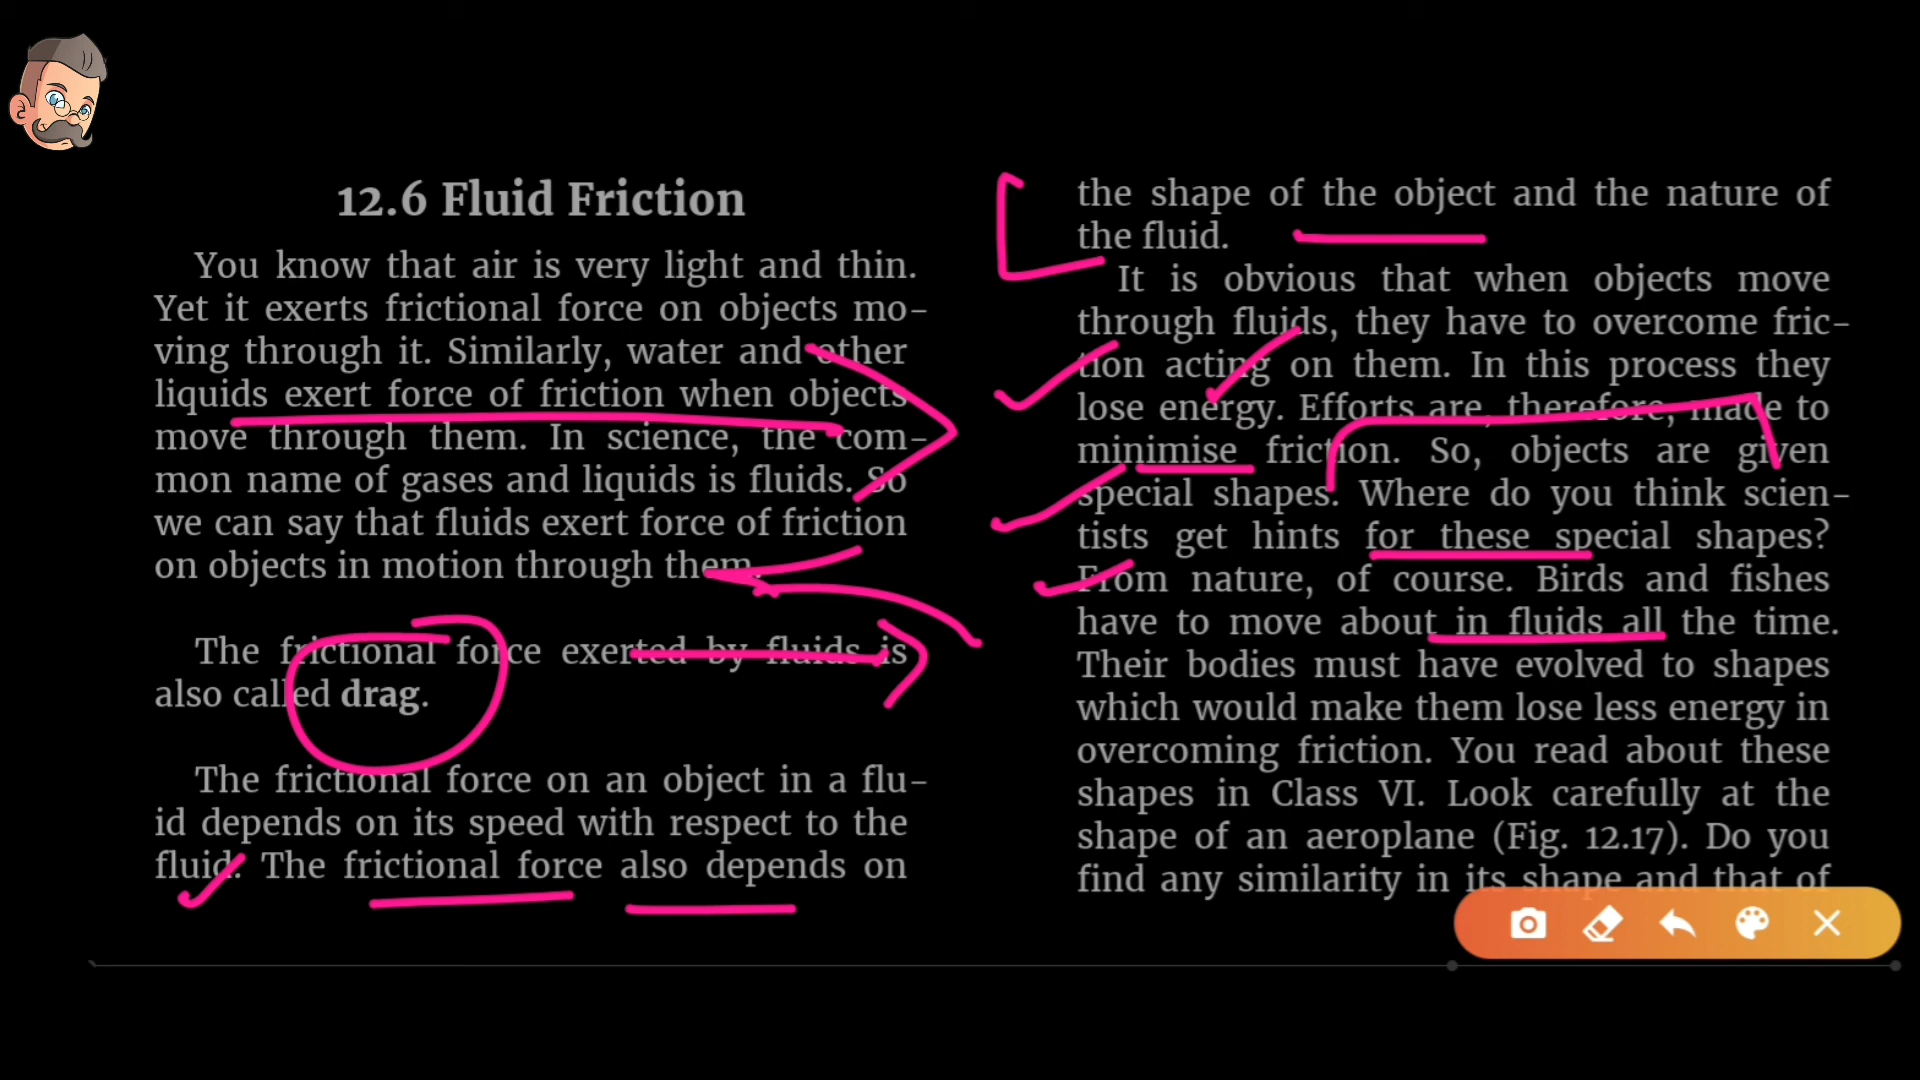 12.6 Fluid Friction
You know that air is very light and thin.
Yet it exerts frictional force on objects mo-
ving through it. Similarly, water and other
liquids exert force of friction when objects
move through them. In science, the com-
mon name of gases and liquids is fluids. So
we can say that fluids exert force of friction
on objects in motion through them.
The frictional force exerted by fluids is
also called drag.
The frictional force on an object in a flu-
id depends on its speed with respect to the
fluid. The frictional force also depends on
the shape of the object and the nature of
the fluid.
It is obvious that when objects move
through fluids, they have to overcome fric-
tion acting on them. In this process they
lose energy. Efforts are, therefore, made to
minimise friction. So, objects are given
special shapes. Where do you think scien-
tists get hints for these special shapes?
From nature, of course. Birds and fishes
have to move about in fluids all the time.
Their bodies must have evolved to shapes
which would make them lose less energy in
overcoming friction. You read about these
shapes in Class VI. Look carefully at the
shape of an aeroplane (Fig. 12.17). Do you
find any similarity in its shape and that of